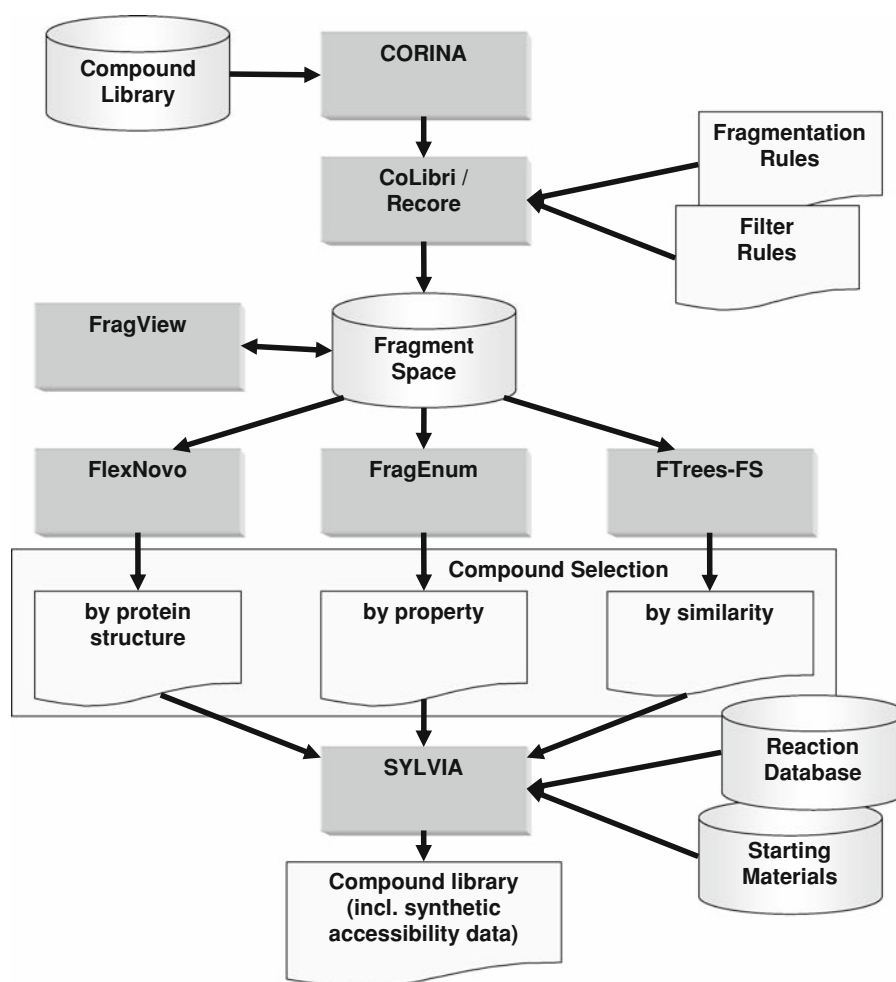 Compound
Library
CORINA
CoLibri /
Recore
Fragmentation
Rules
Filter
Rules
FragView
Fragment
Space
FlexNovo
FragEnum
FTrees-FS
Compound Selection
by protein
structure
by property
by similarity
SYLVIA
Reaction
Database
Starting
Materials
Compound library
(incl. synthetic
accessibility data)